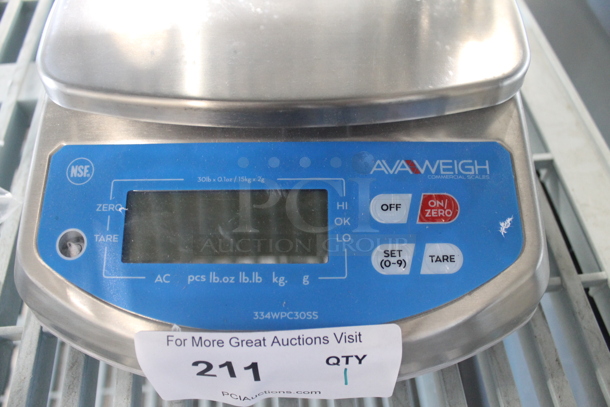 NSF
30lb x 0.1oz / 15kg x 2g
AVAWEIGH
COMMERCIAL SCALES
ZERO
TARE
HI
OK
LO
OFF
ON/
ZERO
SET
(0-9)
TARE
AC pcs lb.oz lb.lb kg. g
334WPC30SS
PCI
AUCTION GROUP
For More Great Auctions Visit
211 QTY
1
PCIAuctions.com